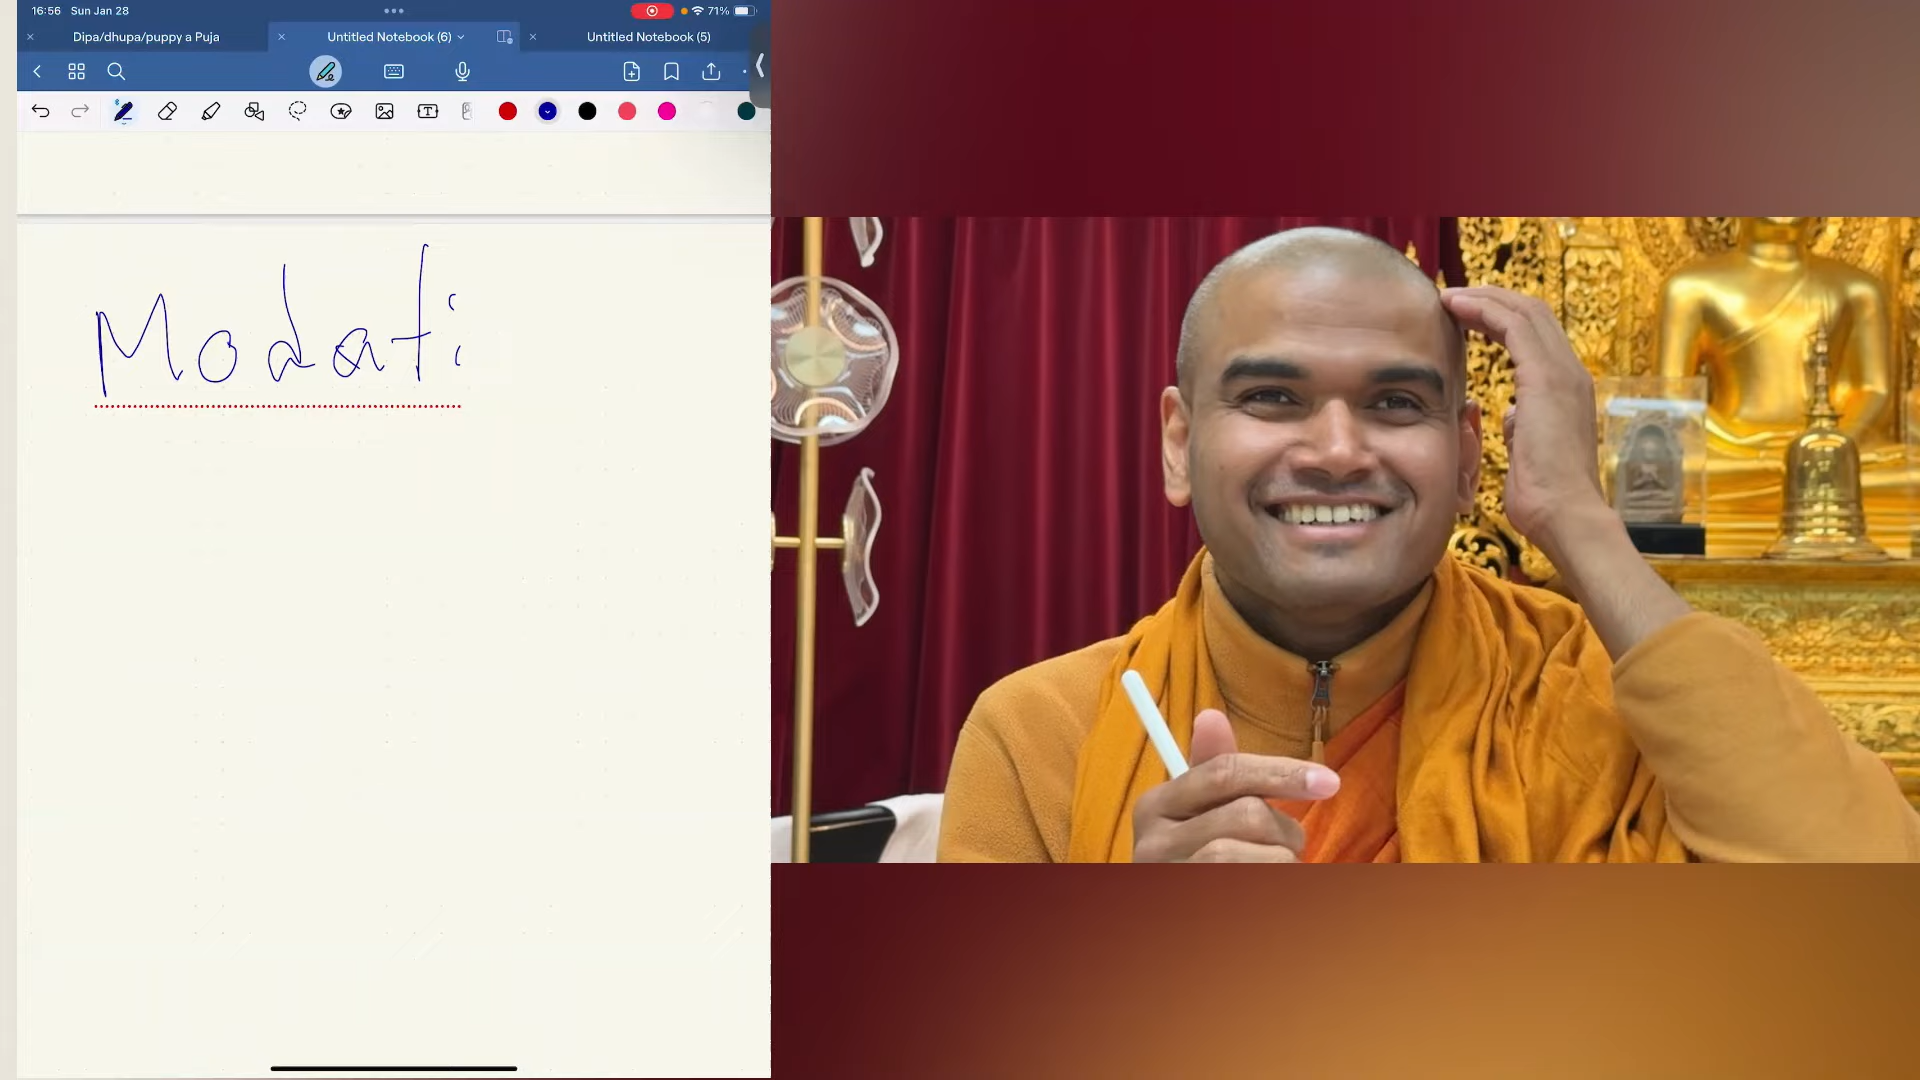 16:56 Sun Jan 28
71%
Dipa/dhupa/puppy a Puja
Untitled Notebook (6)
Untitled Notebook (5)
Modati